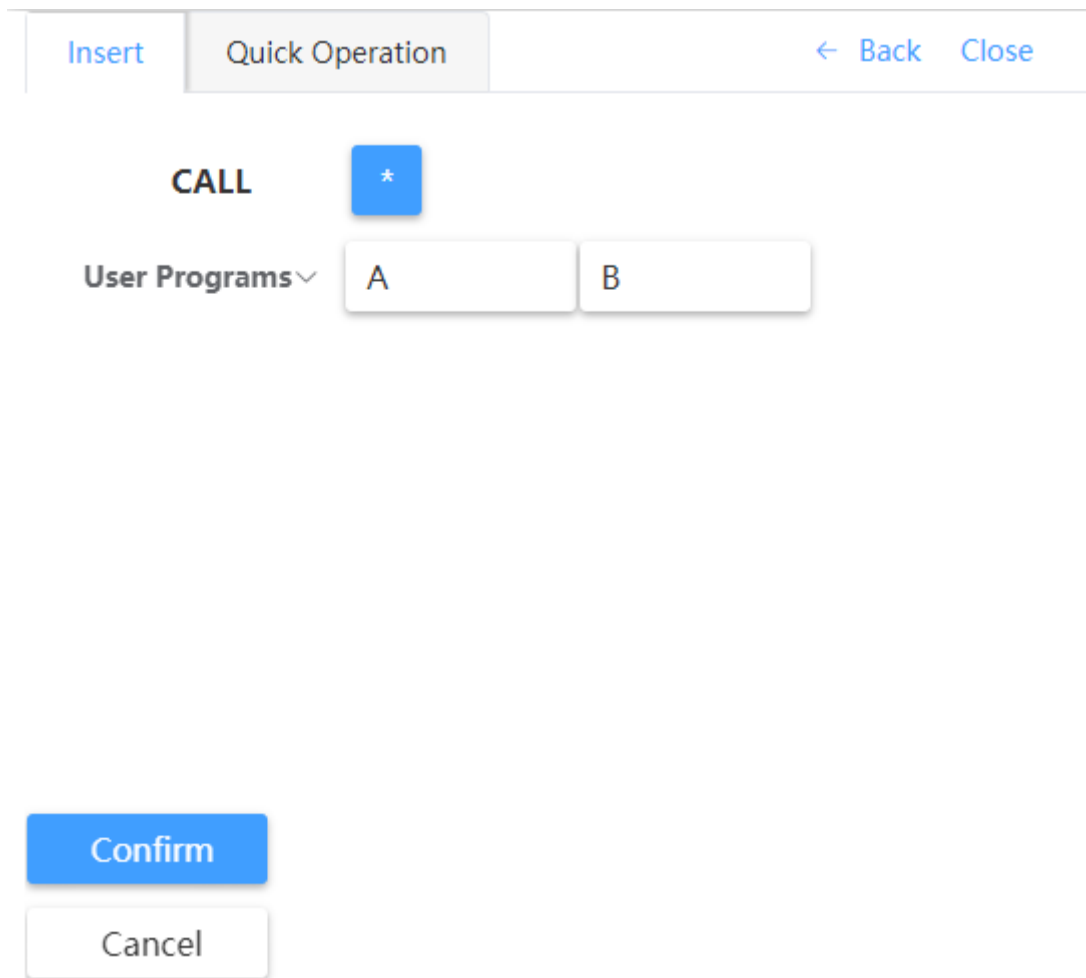 Insert Quick Operation ← Back Close
CALL *
User Programs A B
Confirm
Cancel